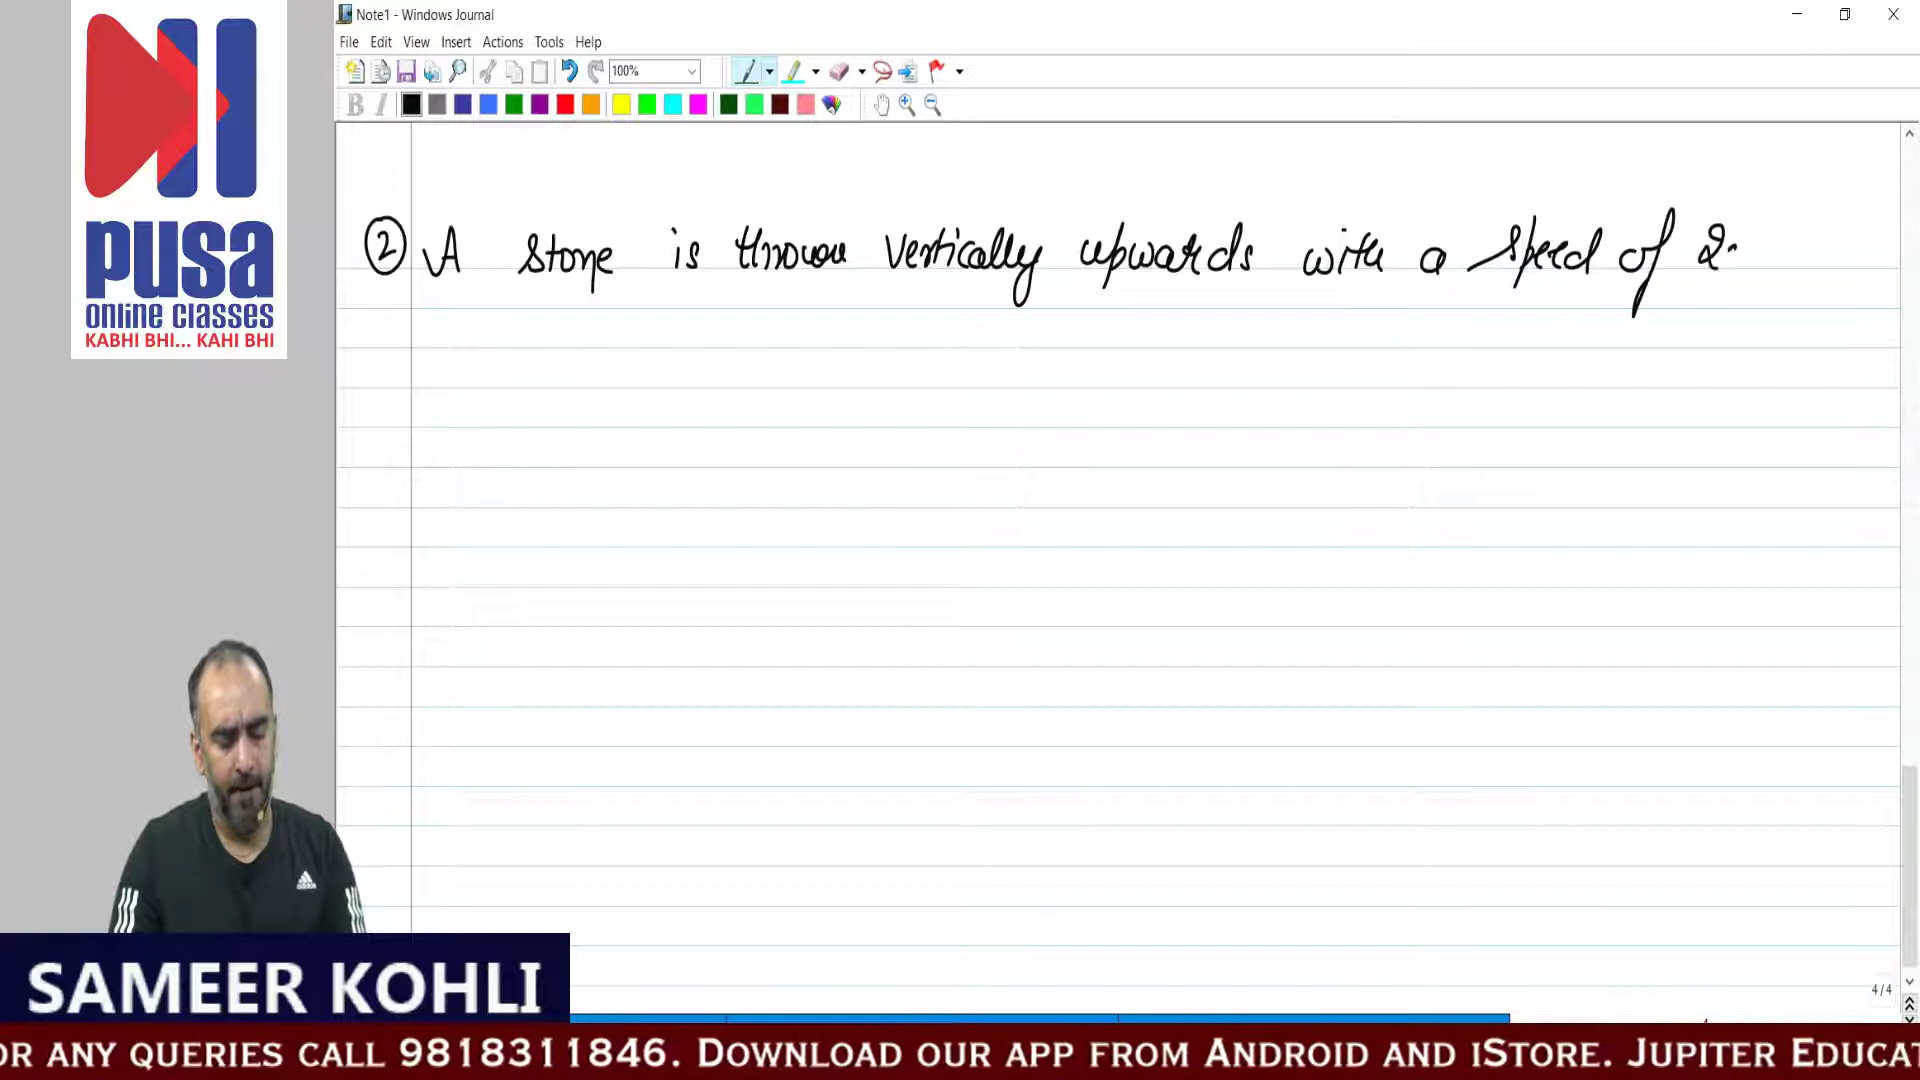 Note1 - Windows Journal
File Edit View Insert Actions Tools Help
100%
B I
PUSA
online classes
KABHI BHI... KAHI BHI
② A stone is thrown vertically upwards with a speed of 2
adidas
4/4
SAMEER KOHLI
OR ANY QUERIES CALL 9818311846. DOWNLOAD OUR APP FROM ANDROID AND ISTORE. JUPITER EDUCAT